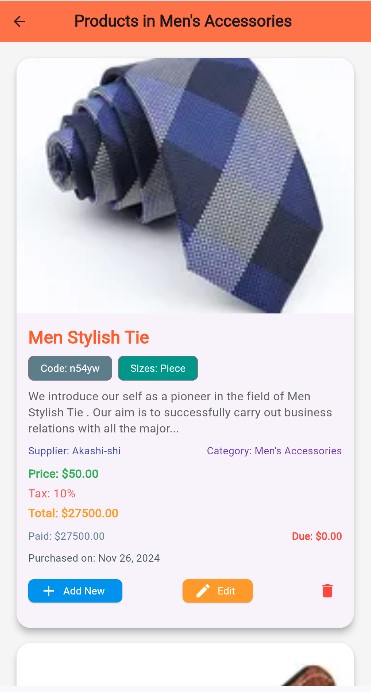 Products in Men's Accessories
Men Stylish Tie
Code: n54yw
Sizes: Piece
We introduce our self as a pioneer in the field of Men
Stylish Tie . Our aim is to successfully carry out business
relations with all the major...
Supplier: Akashi-shi
Category: Men's Accessories
Price: $50.00
Tax: 10%
Total: $27500.00
Paid: $27500.00
Due: $0.00
Purchased on: Nov 26, 2024
Add New
Edit